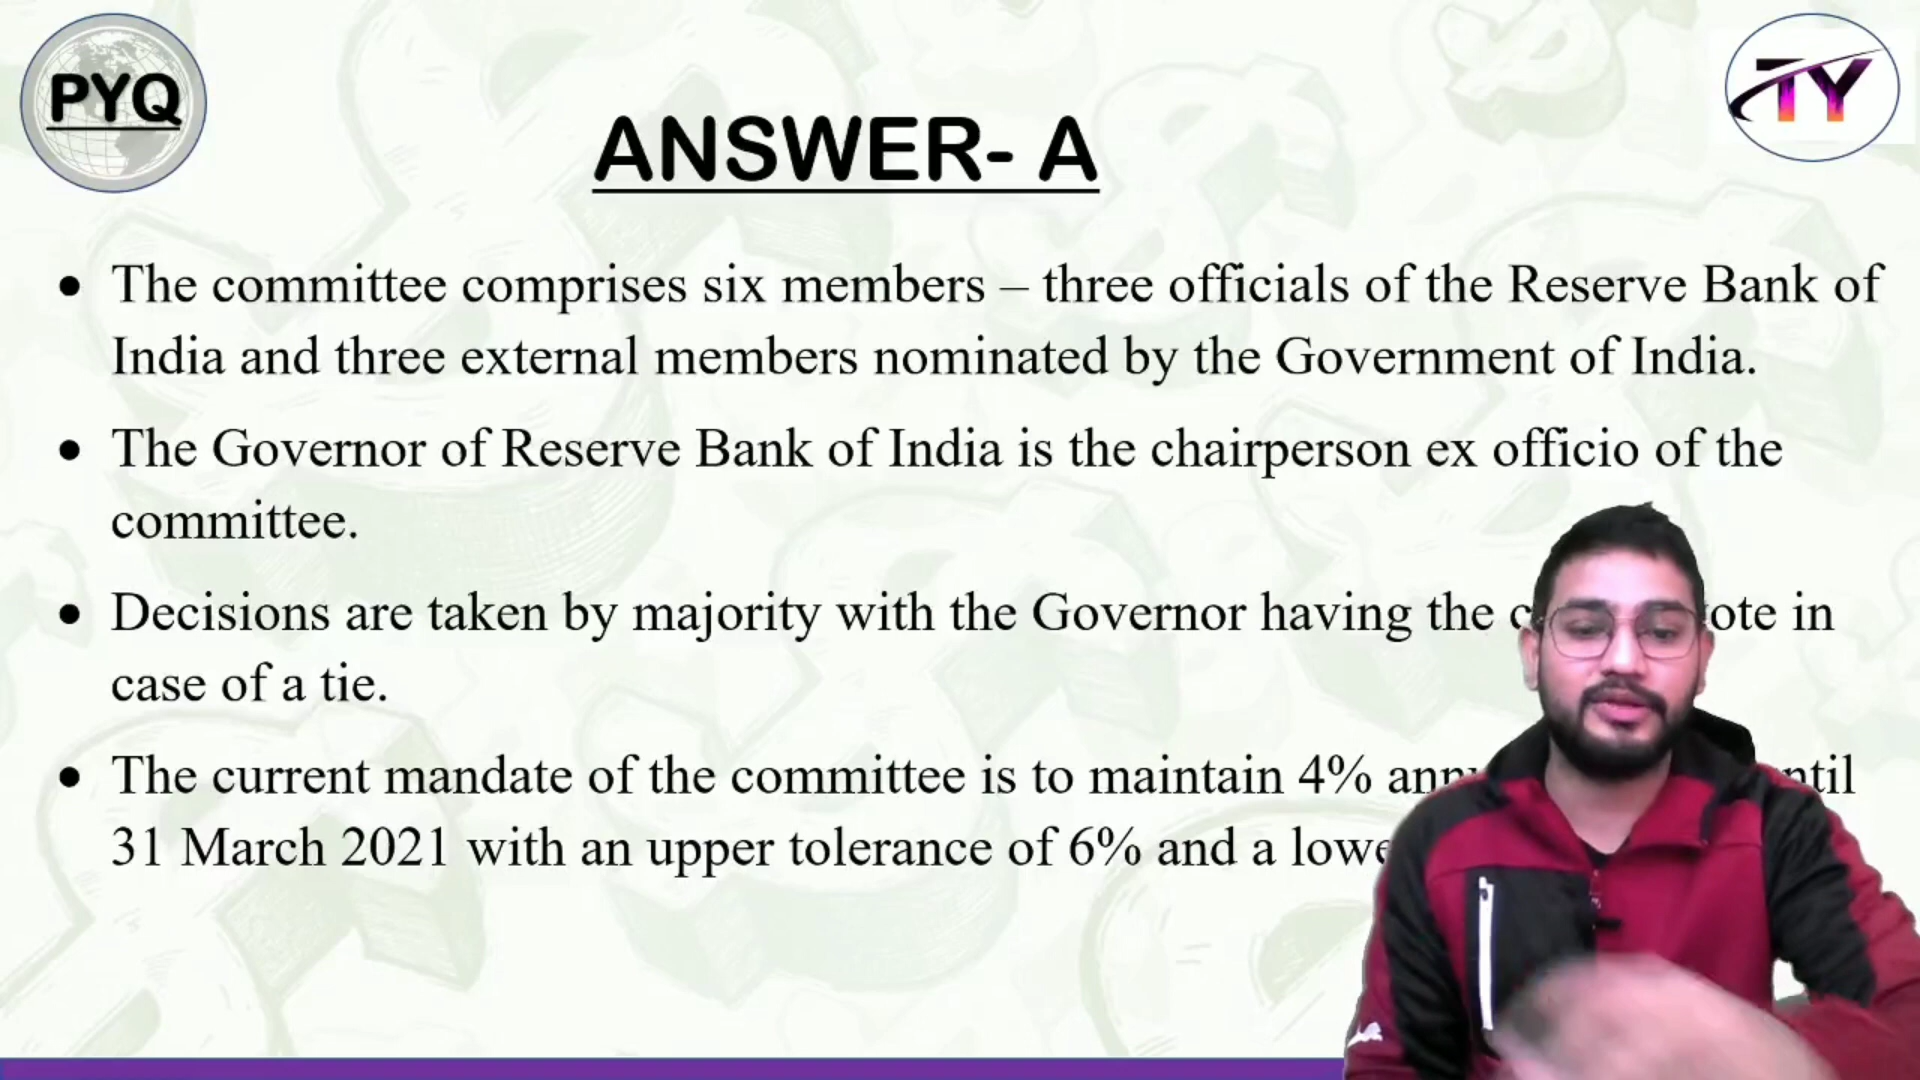 PYQ
TY
ANSWER- A
• The committee comprises six members – three officials of the Reserve Bank of
India and three external members nominated by the Government of India.
• The Governor of Reserve Bank of India is the chairperson ex officio of the
committee.
• Decisions are taken by majority with the Governor having the in
case of a tie.
• The current mandate of the committee is to maintain 4%
31 March 2021 with an upper tolerance of 6% and a